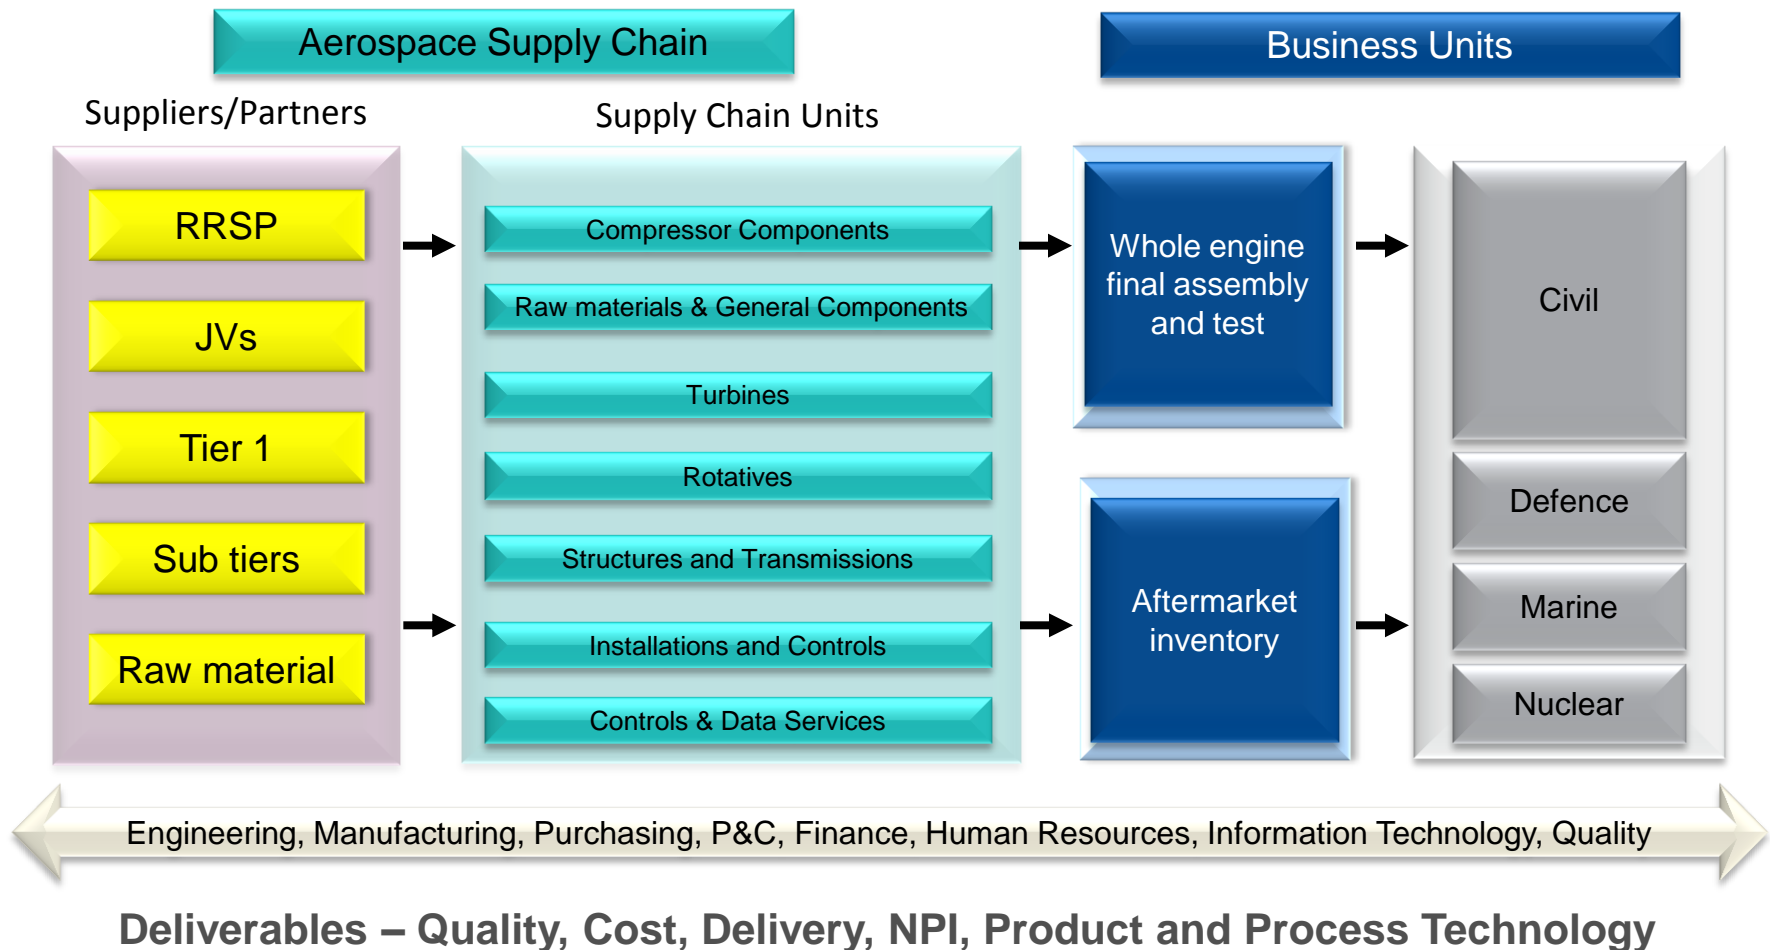 Aerospace Supply Chain
Business Units
Suppliers/Partners
Supply Chain Units
RRSP
JVs
Tier 1
Sub tiers
Raw material
Compressor Components
Raw materials & General Components
Turbines
Rotatives
Structures and Transmissions
Installations and Controls
Controls & Data Services
Whole engine
final assembly
and test
Aftermarket
inventory
Civil
Defence
Marine
Nuclear
Engineering, Manufacturing, Purchasing, P&C, Finance, Human Resources, Information Technology, Quality
Deliverables – Quality, Cost, Delivery, NPI, Product and Process Technology